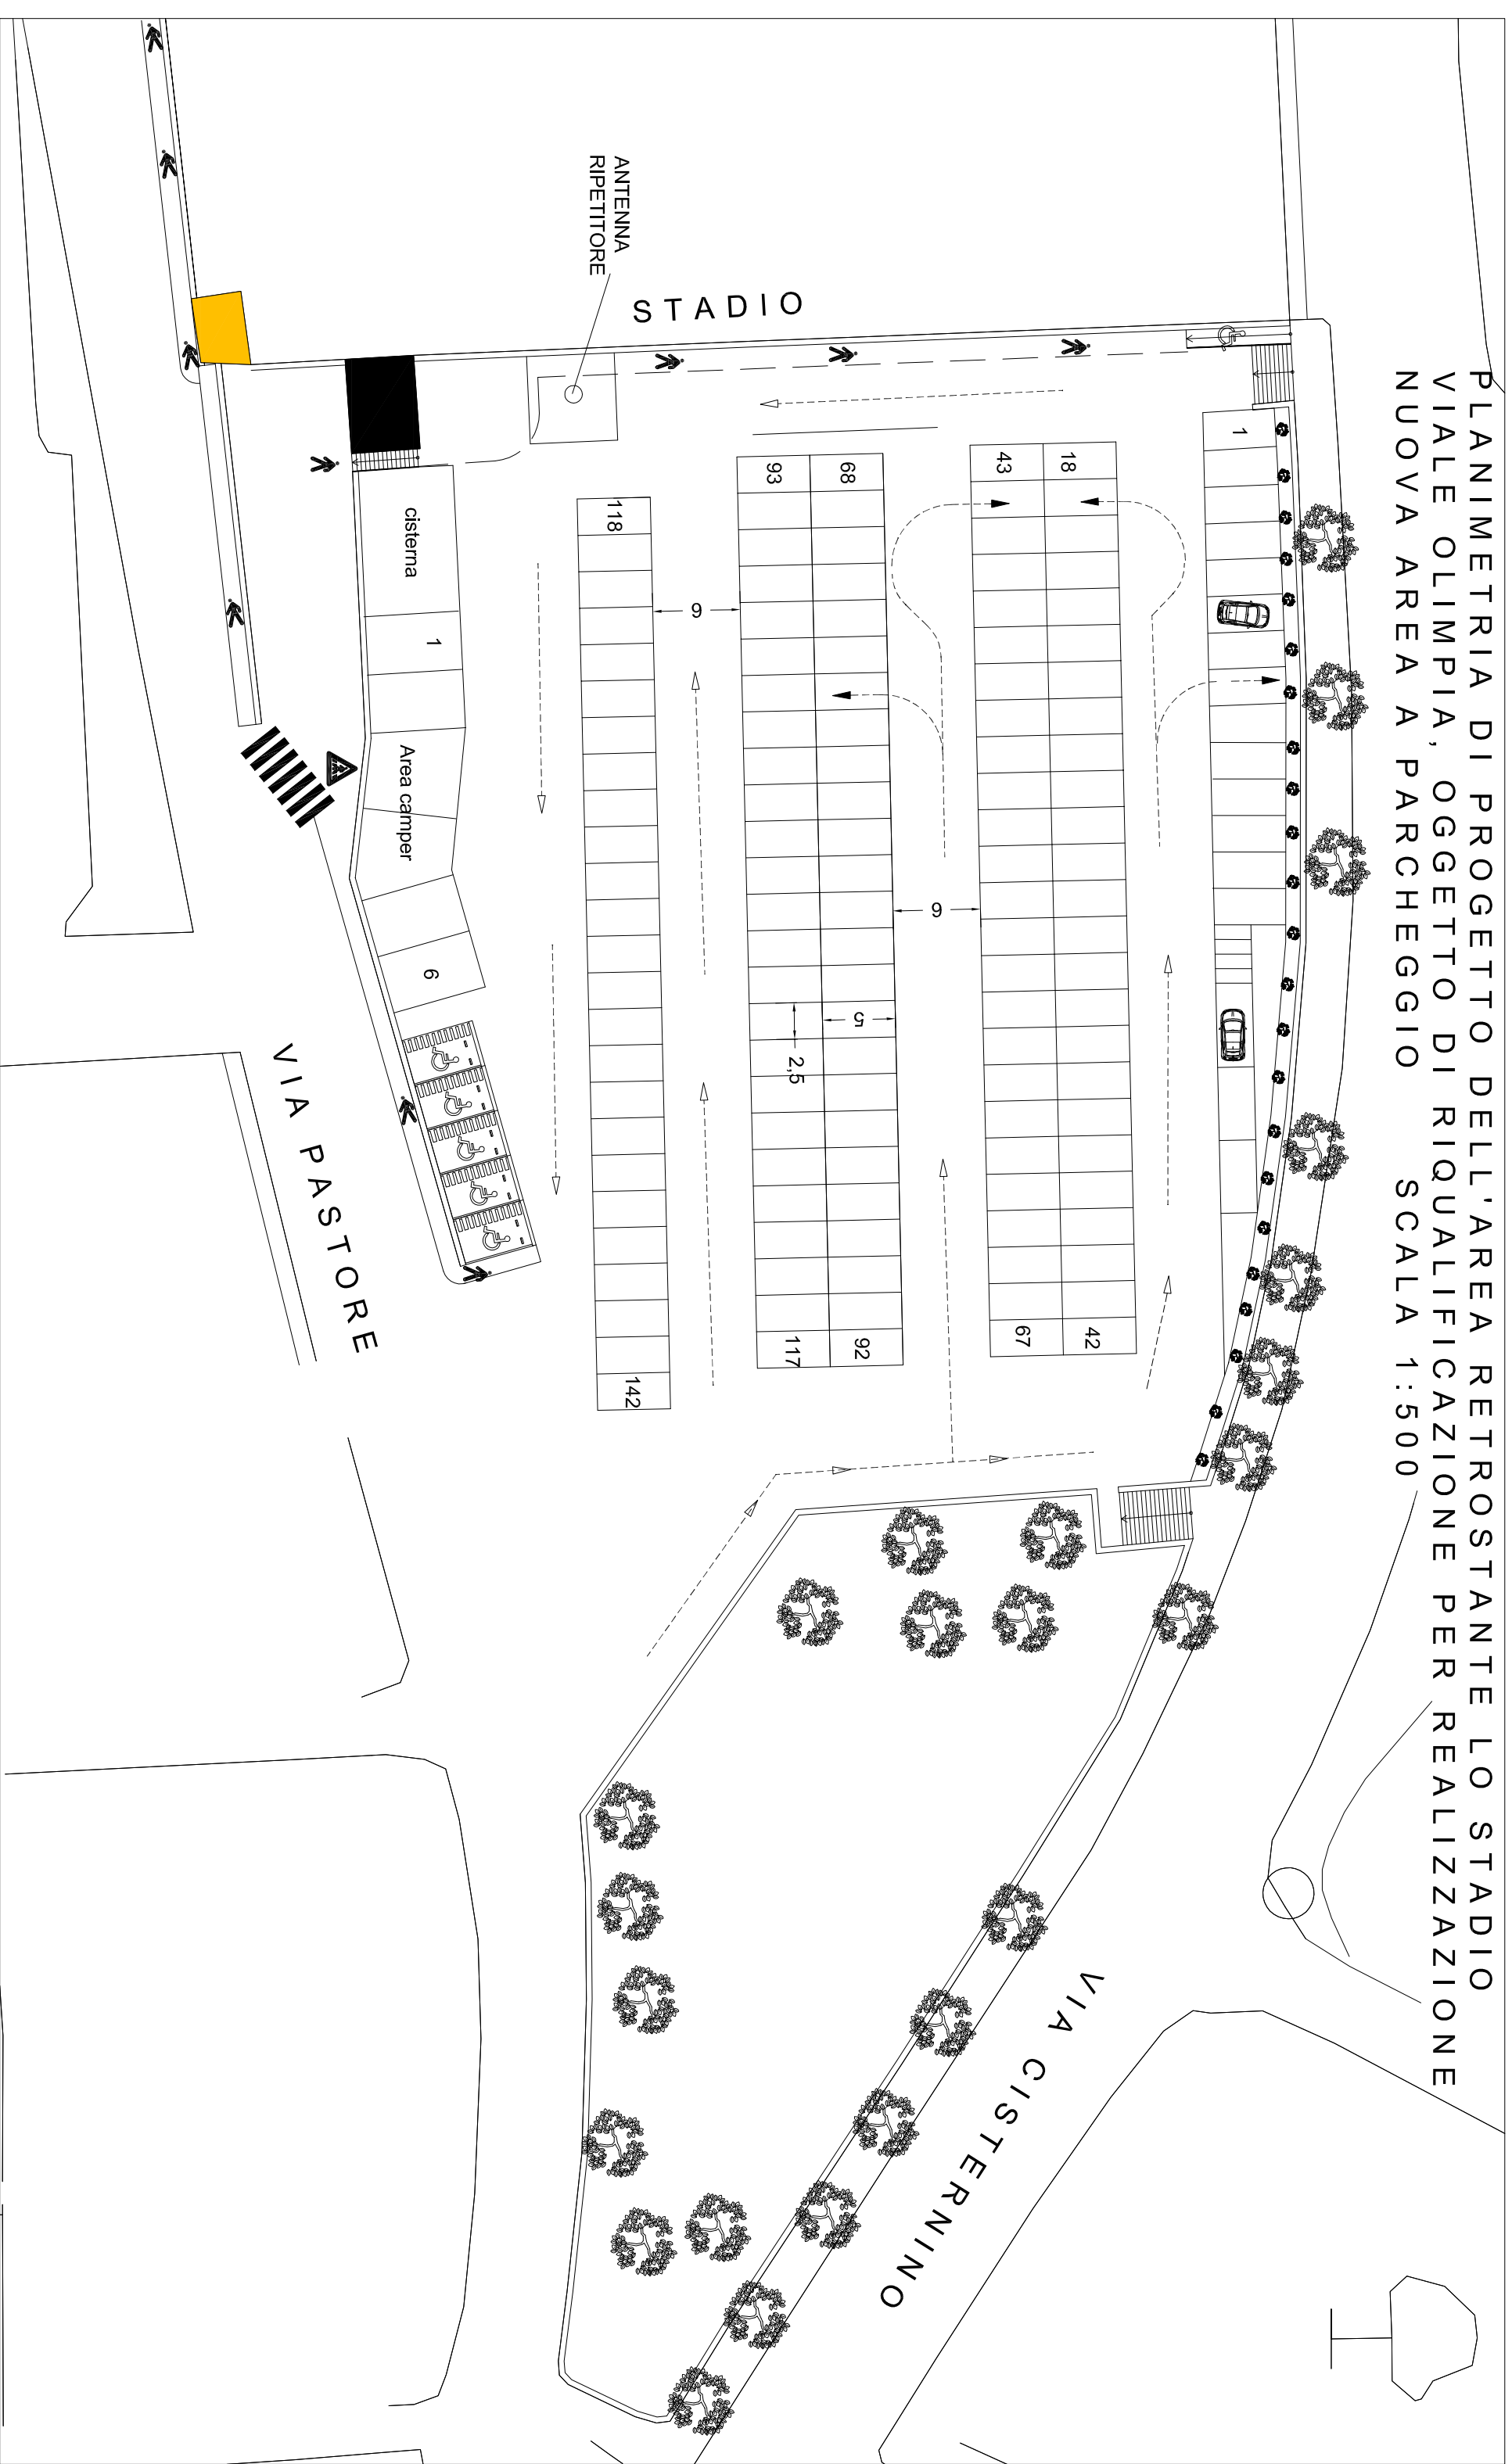 PLANIMETRIA DI PROGETTO DELL'AREA RETROSTANTE LO STADIO
VIALE OLIMPIA, OGGETTO DI RIQUALIFICAZIONE PER REALIZZAZIONE
NUOVA AREA A PARCHEGGIO SCALA 1:500
1
18
42
43
67
STADIO
ANTENNA
RIPETITORE
68
92
93
117
6
6
5
2,5
118
142
cisterna
1
Area camper
6
VIA PASTORE
VIA CISTERNINO